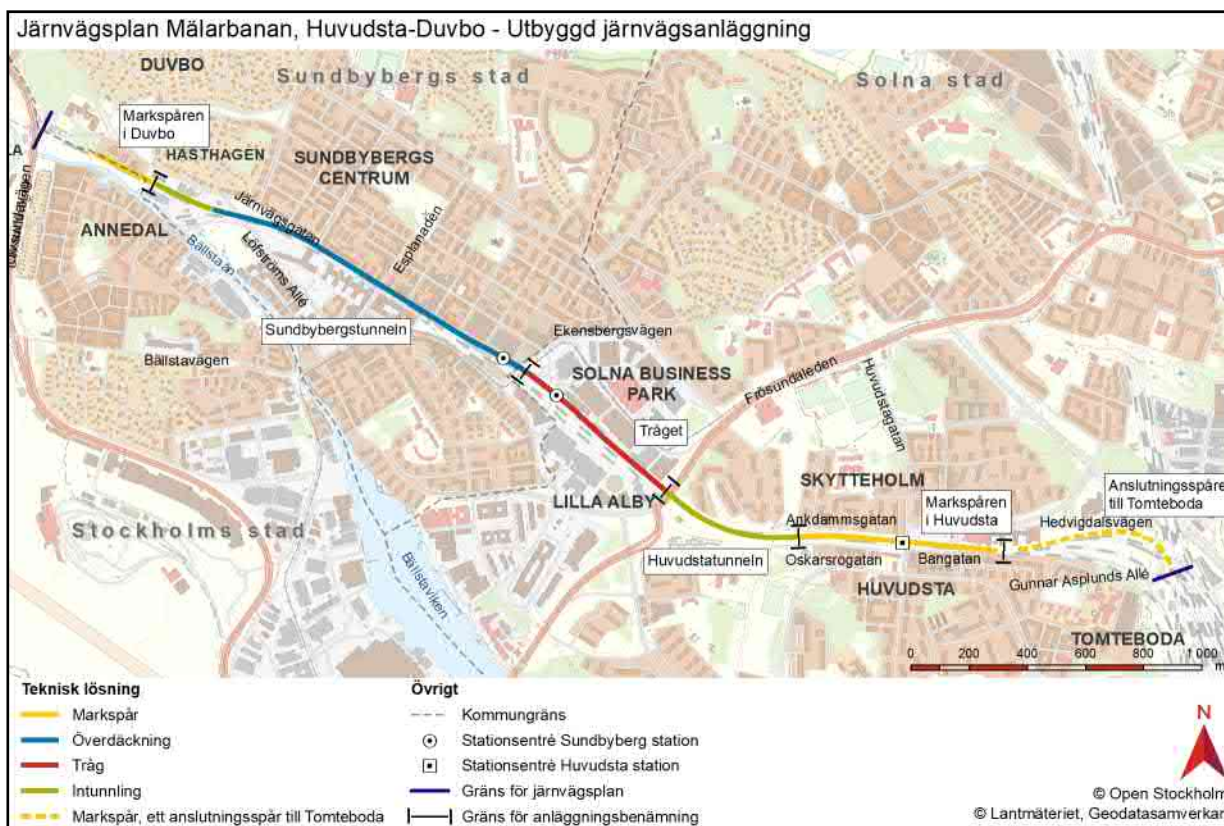 Järnvägsplan Mälarbanan, Huvudsta-Duvbo - Utbyggd järnvägsanläggning
DUVBO
Sundbybergs stad
Solna stad
Markspåren
i Duvbo
HÄSTHAGEN
SUNDBYBERGS
CENTRUM
ANNEDAL
Järnvägsgatan
Esplanaden
Löfströms Allé
Bällstaån
Sundbybergstunneln
Ekensbergsvägen
Bällstavägen
SOLNA BUSINESS
PARK
Frösundaleden
Huvudstagatan
Tråget
Stockholms stad
LILLA ALBY
SKYTTEHOLM
Markspåren
i Huvudsta
Anslutningsspåre
till Tomteboda
Ankdammsgatan
Hedvigdalsvägen
Huvudstatunneln
Oskarsrogatan
Bangatan
Bällstaviken
HUVUDSTA
Gunnar Asplunds Allé
TOMTEBODA
0 200 400 600 800 1 000
m
Teknisk lösning
Markspår
Överdäckning
Tråg
Intunnling
Markspår, ett anslutningsspår till Tomteboda
Övrigt
Kommungräns
Stationsentré Sundbyberg station
Stationsentré Huvudsta station
Gräns för järnvägsplan
Gräns för anläggningsbenämning
N
© Open Stockholm
© Lantmäteriet, Geodatasamverkan